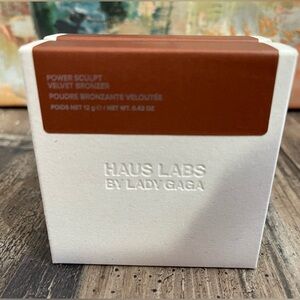 POWER SCULPT
VELVET BRONZER
POUDRE BRONZANTE VELOUTÉE
POIDS NET 12 g ℮ / NET WT. 0.42 OZ
HAUS LABS
BY LADY GAGA